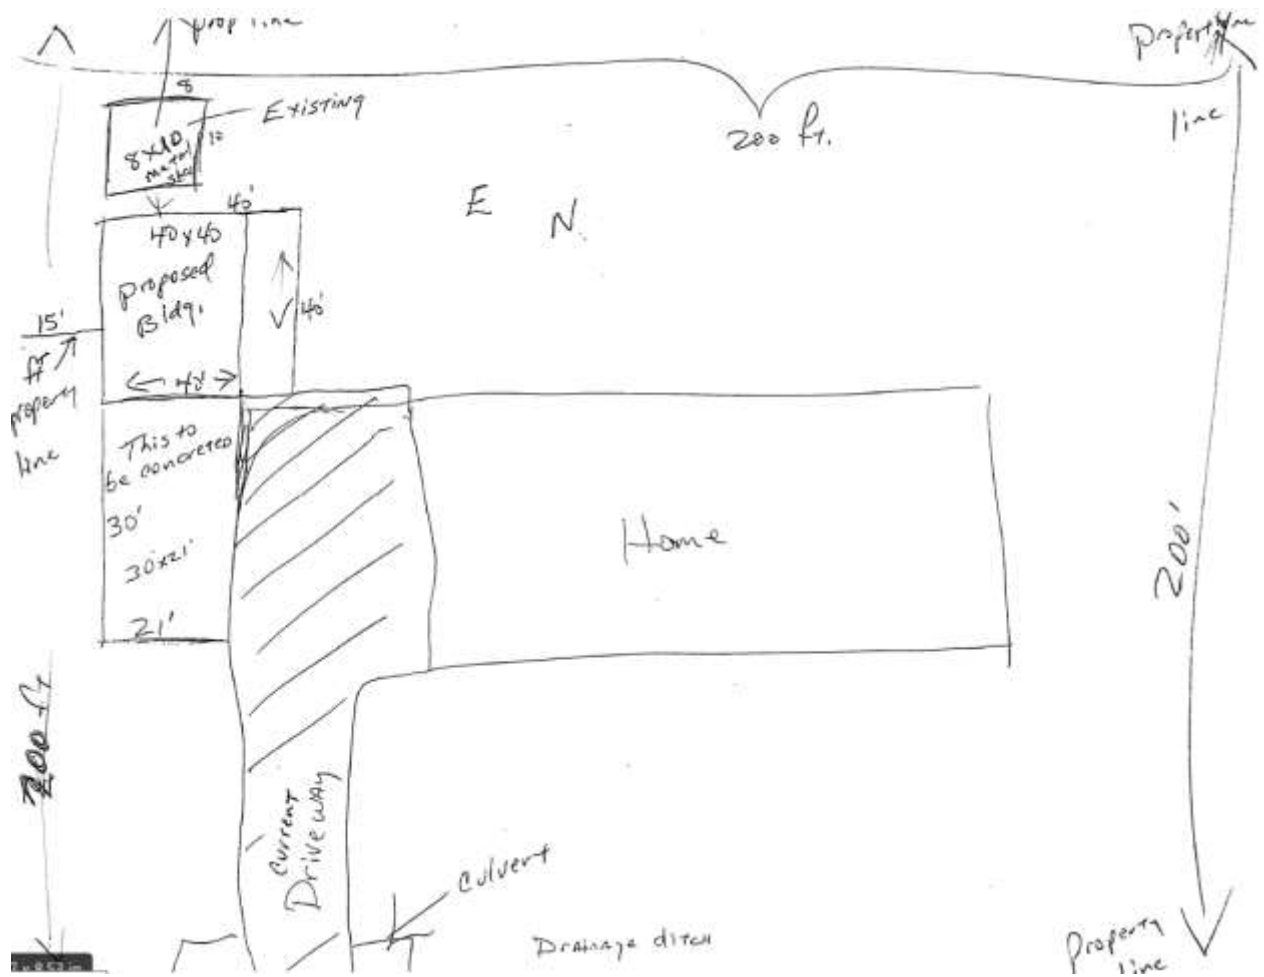 prop line
Property line
8
Existing
10
8x10
metal
shed
200 ft.
line
40'
E N.
40x40
proposed
Bldg.
40'
15'
ft
property
line
40
This to
be concreted
30'
30x21'
21'
Home
200'
200 ft
Current
Driveway
culvert
Drainage ditch
Property
line